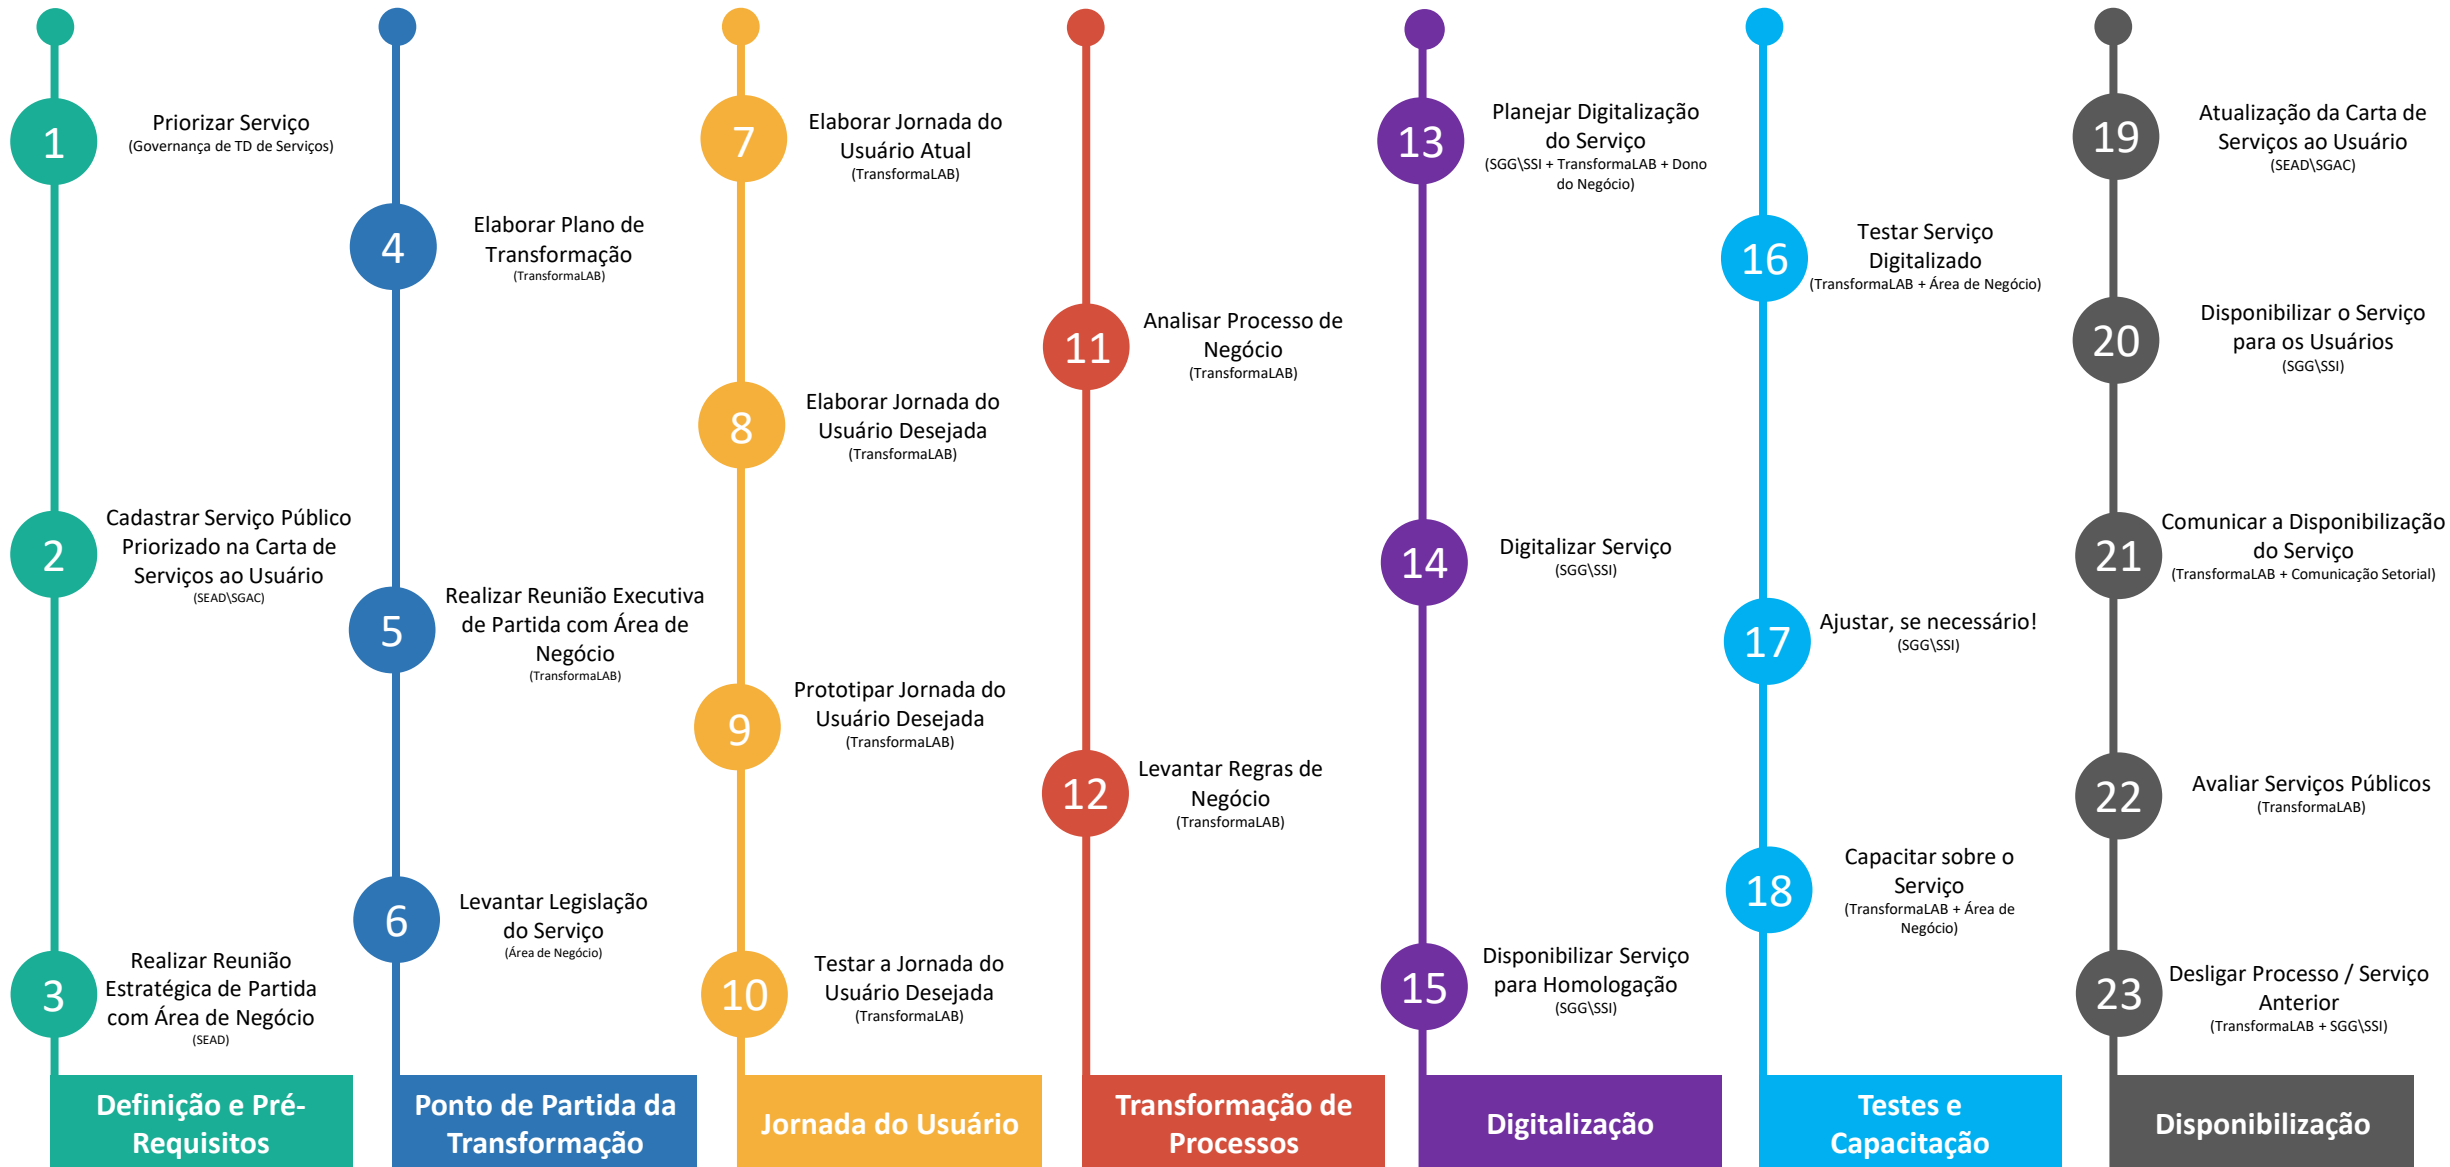 1
Priorizar Serviço
(Governança de TD de Serviços)
2
Cadastrar Serviço Público
Priorizado na Carta de
Serviços ao Usuário
(SEAD\SGAC)
3
Realizar Reunião
Estratégica de Partida
com Área de Negócio
(SEAD)
Definição e Pré-
Requisitos
4
Elaborar Plano de
Transformação
(TransformaLAB)
5
Realizar Reunião Executiva
de Partida com Área de
Negócio
(TransformaLAB)
6
Levantar Legislação
do Serviço
(Área de Negócio)
Ponto de Partida da
Transformação
7
Elaborar Jornada do
Usuário Atual
(TransformaLAB)
8
Elaborar Jornada do
Usuário Desejada
(TransformaLAB)
9
Prototipar Jornada do
Usuário Desejada
(TransformaLAB)
10
Testar a Jornada do
Usuário Desejada
(TransformaLAB)
Jornada do Usuário
11
Analisar Processo de
Negócio
(TransformaLAB)
12
Levantar Regras de
Negócio
(TransformaLAB)
Transformação de
Processos
13
Planejar Digitalização
do Serviço
(SGG\SSI + TransformaLAB + Dono
do Negócio)
14
Digitalizar Serviço
(SGG\SSI)
15
Disponibilizar Serviço
para Homologação
(SGG\SSI)
Digitalização
16
Testar Serviço
Digitalizado
(TransformaLAB + Área de Negócio)
17
Ajustar, se necessário!
(SGG\SSI)
18
Capacitar sobre o
Serviço
(TransformaLAB + Área de
Negócio)
Testes e
Capacitação
19
Atualização da Carta de
Serviços ao Usuário
(SEAD\SGAC)
20
Disponibilizar o Serviço
para os Usuários
(SGG\SSI)
21
Comunicar a Disponibilização
do Serviço
(TransformaLAB + Comunicação Setorial)
22
Avaliar Serviços Públicos
(TransformaLAB)
23
Desligar Processo / Serviço
Anterior
(TransformaLAB + SGG\SSI)
Disponibilização